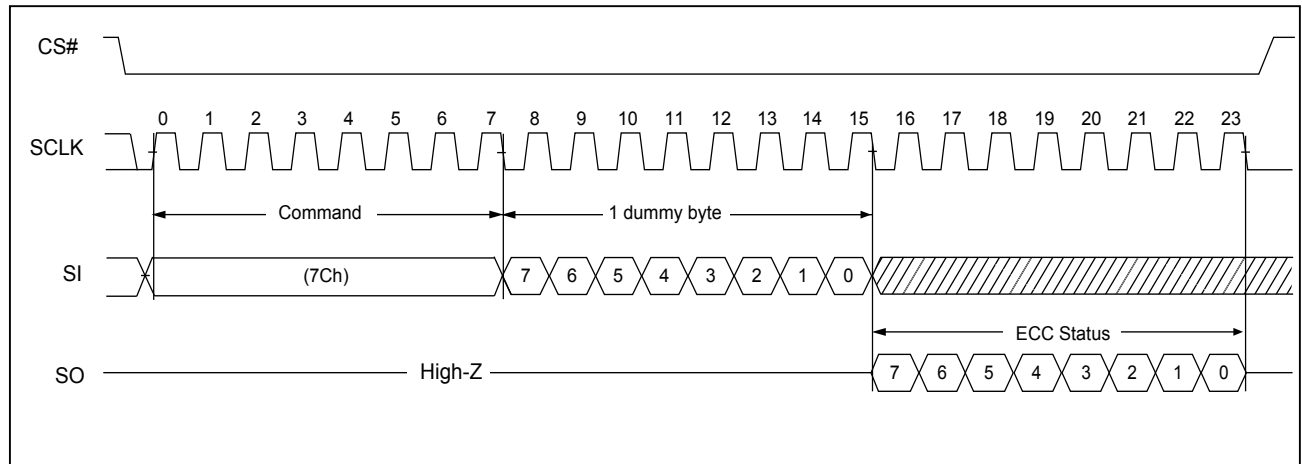 CS#
0 1 2 3 4 5 6 7 8 9 10 11 12 13 14 15 16 17 18 19 20 21 22 23
SCLK
Command 1 dummy byte
SI (7Ch) 7 6 5 4 3 2 1 0
ECC Status
SO High-Z 7 6 5 4 3 2 1 0